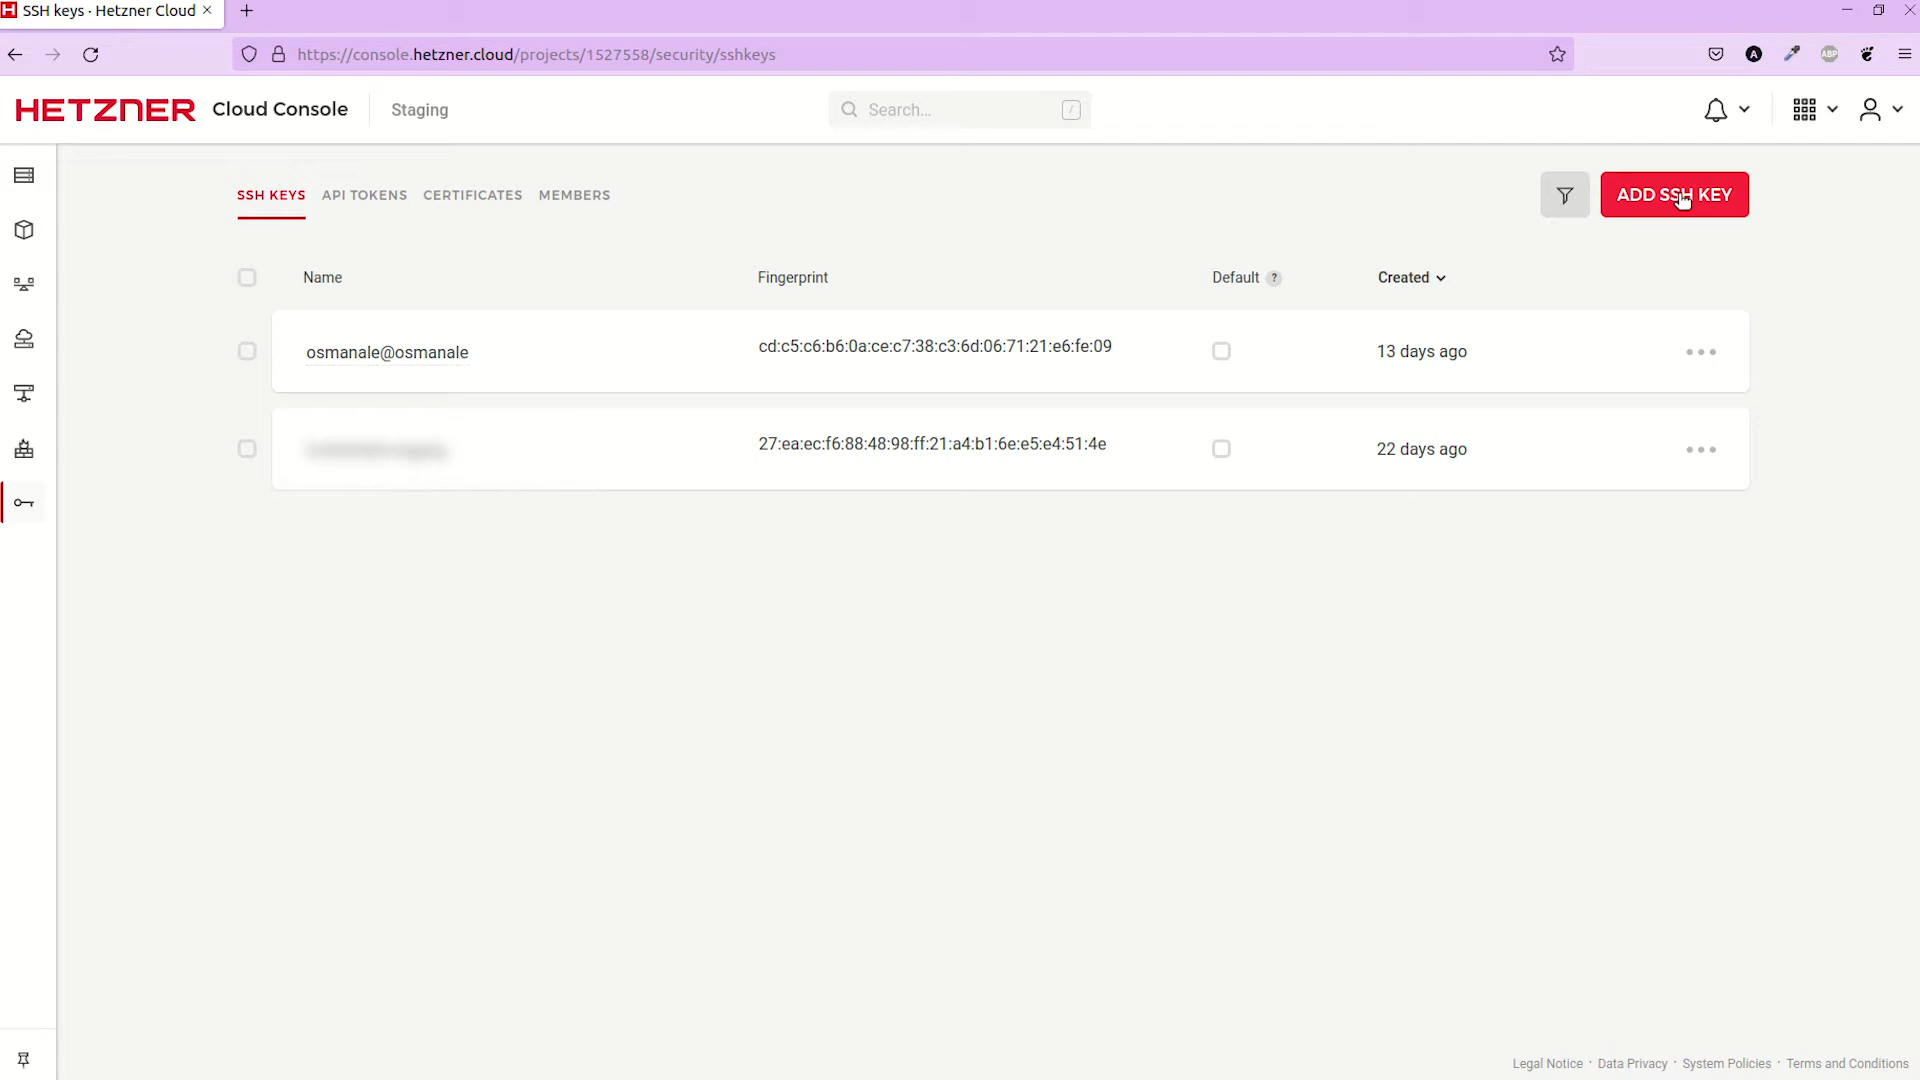 SSH keys · Hetzner Cloud
https://console.hetzner.cloud/projects/1527558/security/sshkeys
ABP
HETZNER Cloud Console Staging Search... /
SSH KEYS API TOKENS CERTIFICATES MEMBERS ADD SSH KEY
Name Fingerprint Default ? Created
osmanale@osmanale cd:c5:c6:b6:0a:ce:c7:38:c3:6d:06:71:21:e6:fe:09 13 days ago
27:ea:ec:f6:88:48:98:ff:21:a4:b1:6e:e5:e4:51:4e 22 days ago
Legal Notice · Data Privacy · System Policies · Terms and Conditions